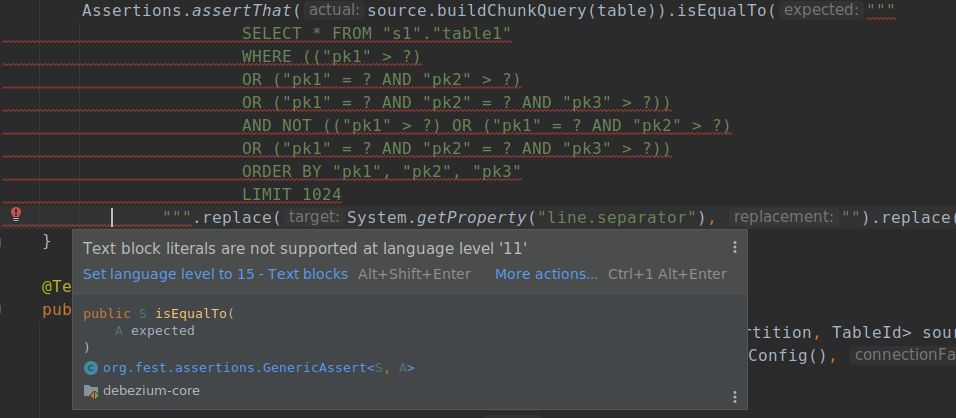 Assertions.assertThat( actual: source.buildChunkQuery(table)).isEqualTo( expected: """
SELECT * FROM "s1"."table1"
WHERE (("pk1" > ?)
OR ("pk1" = ? AND "pk2" > ?)
OR ("pk1" = ? AND "pk2" = ? AND "pk3" > ?))
AND NOT (("pk1" > ?) OR ("pk1" = ? AND "pk2" > ?)
OR ("pk1" = ? AND "pk2" = ? AND "pk3" > ?))
ORDER BY "pk1", "pk2", "pk3"
LIMIT 1024
""".replace( target: System.getProperty("line.separator"), replacement: "").replace(
}
Text block literals are not supported at language level '11'
Set language level to 15 - Text blocks Alt+Shift+Enter More actions... Ctrl+1 Alt+Enter
@Te
pub
public S isEqualTo(
A expected
)
rtition, TableId> sour
Config(), connectionFa
org.fest.assertions.GenericAssert<S, A>
debezium-core